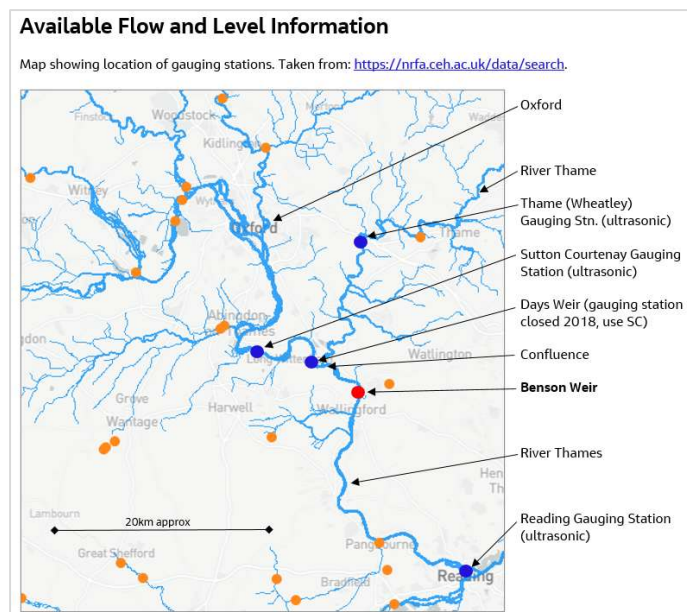 Available Flow and Level Information
Map showing location of gauging stations. Taken from: https://nrfa.ceh.ac.uk/data/search.
Oxford
River Thame
Thame (Wheatley)
Gauging Stn. (ultrasonic)
Sutton Courtenay Gauging
Station (ultrasonic)
Days Weir (gauging station
closed 2018, use SC)
Confluence
Benson Weir
River Thames
Reading Gauging Station
(ultrasonic)
Finstock
Woodstock
Kidlington
Witney
Oxford
Thame
Abingdon
Watlington
Grove
Wantage
Harwell
Wallingford
Lambourn
20km approx
Great Shefford
Pangbourne
Bradfield
Reading